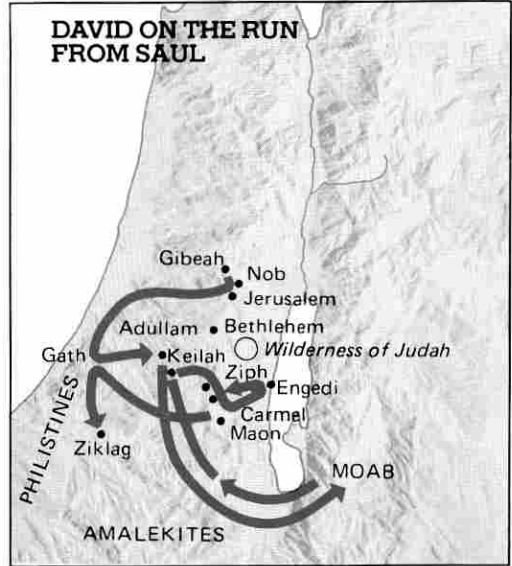 DAVID ON THE RUN
FROM SAUL
Gibeah
Nob
Jerusalem
Adullam
Bethlehem
Gath
Keilah
Wilderness of Judah
Ziph
Engedi
Carmel
Maon
PHILISTINES
Ziklag
MOAB
AMALEKITES